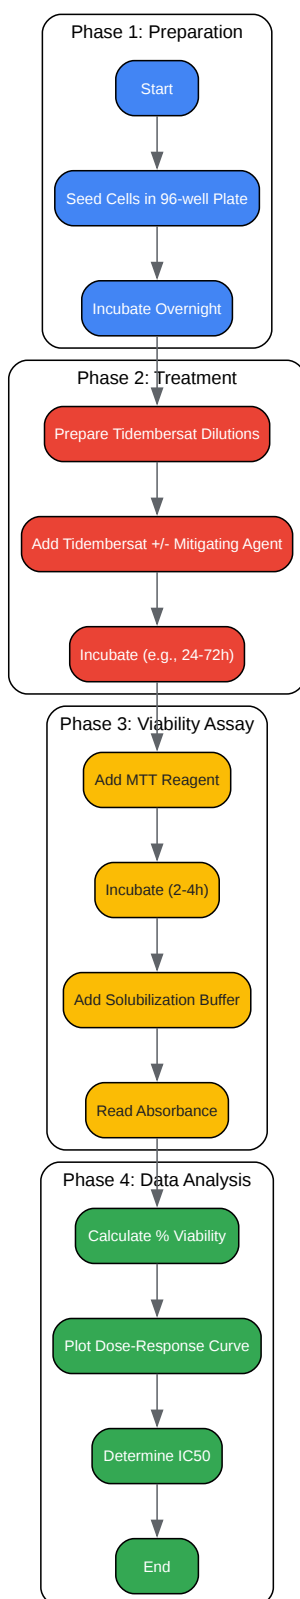 Phase 1: Preparation
Start
Seed Cells in 96-well Plate
Incubate Overnight
Phase 2: Treatment
Prepare Tidembersat Dilutions
Add Tidembersat +/- Mitigating Agent
Incubate (e.g., 24-72h)
Phase 3: Viability Assay
Add MTT Reagent
Incubate (2-4h)
Add Solubilization Buffer
Read Absorbance
Phase 4: Data Analysis
Calculate % Viability
Plot Dose-Response Curve
Determine IC50
End